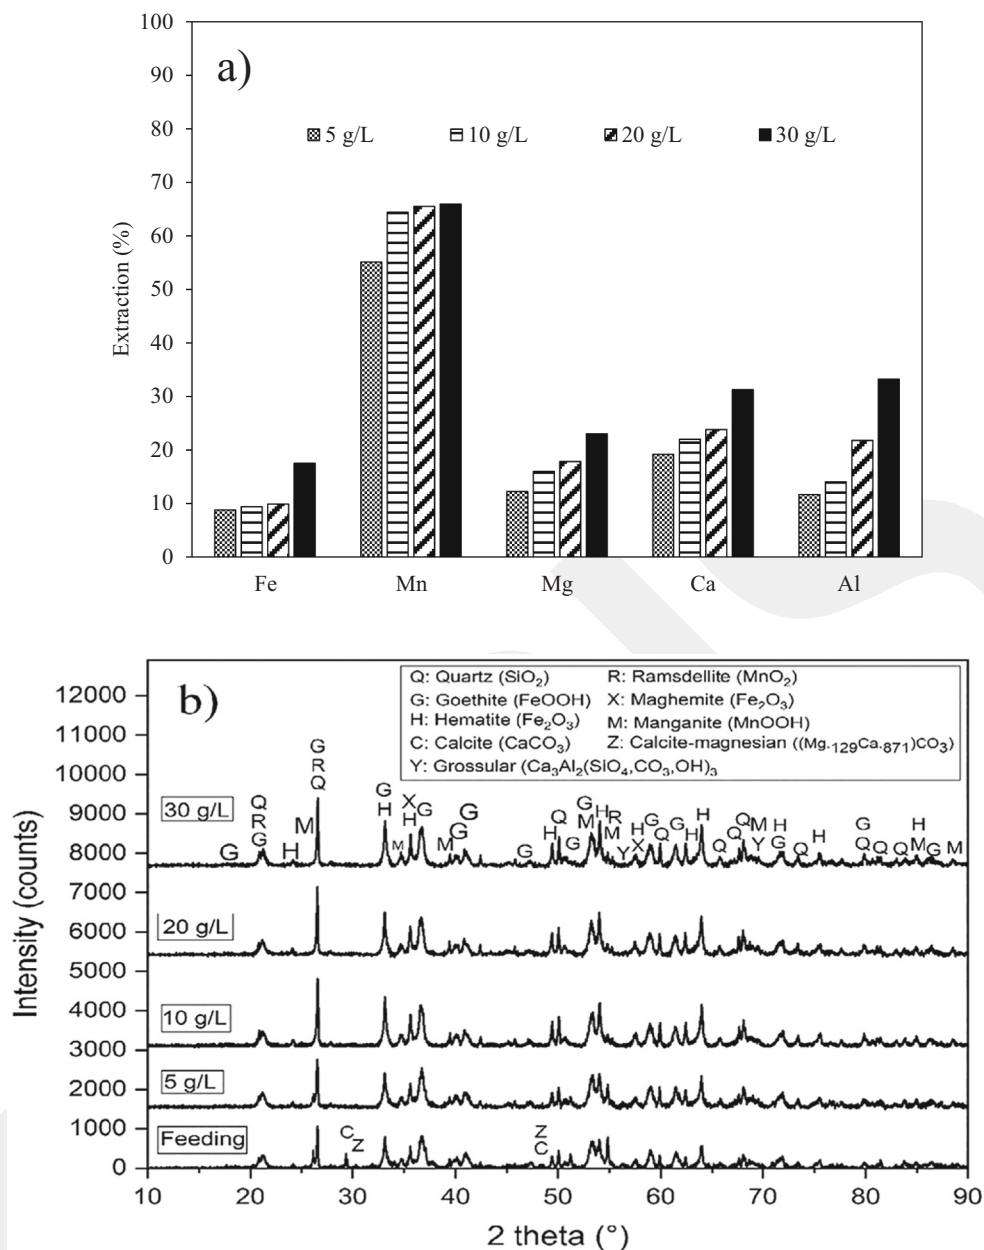 a)
5 g/L 10 g/L 20 g/L 30 g/L
Extraction (%)
100
90
80
70
60
50
40
30
20
10
0
Fe Mn Mg Ca Al
b)
Q: Quartz (SiO₂) R: Ramsdellite (MnO₂)
G: Goethite (FeOOH) X: Maghemite (Fe₂O₃)
H: Hematite (Fe₂O₃) M: Manganite (MnOOH)
C: Calcite (CaCO₃) Z: Calcite-magnesian ((Mg.₁₂₉Ca.₈₇₁)CO₃)
Y: Grossular (Ca₃Al₂(SiO₄,CO₃,OH)₃
Intensity (counts)
12000
11000
10000
9000
8000
7000
6000
5000
4000
3000
2000
1000
0
30 g/L
G H M
Q
R
G
G
R
Q
G
H
X
H
G M M G G G
H Q G
G
M
H R
M
Y
H
X
G Q G H H Q Q Q
M
Y
H
G
Q H
G
Q
Q Q
H
M
G M
20 g/L
10 g/L
5 g/L
Feeding
C
Z
Z
C
10 20 30 40 50 60 70 80 90
2 theta (°)